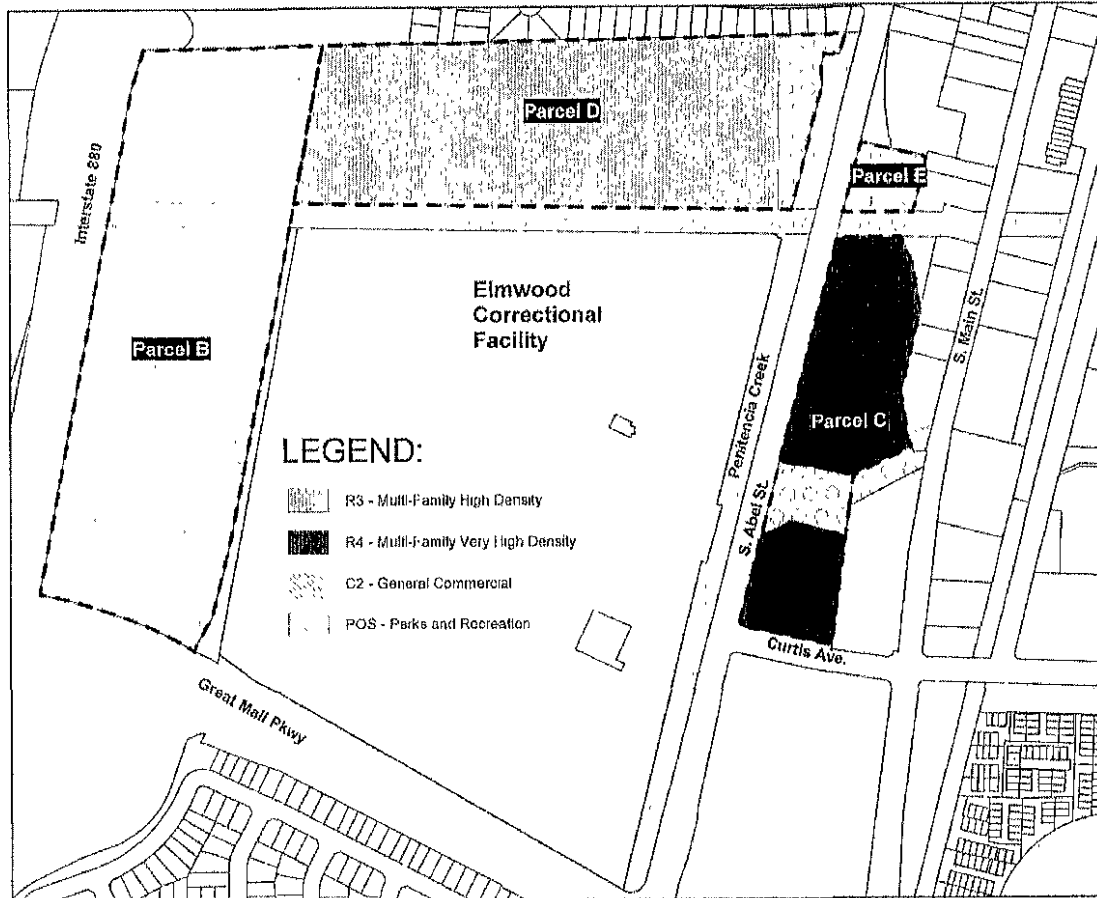 Parcel D
Parcel E
Interstate 880
Elmwood
Correctional
Facility
S. Main St.
Parcel B
Penitencia Creek
Parcel C
LEGEND:
R3 - Multi-Family High Density
R4 - Multi-Family Very High Density
C2 - General Commercial
POS - Parks and Recreation
S. Abel St.
Curtis Ave.
Great Mall Pkwy